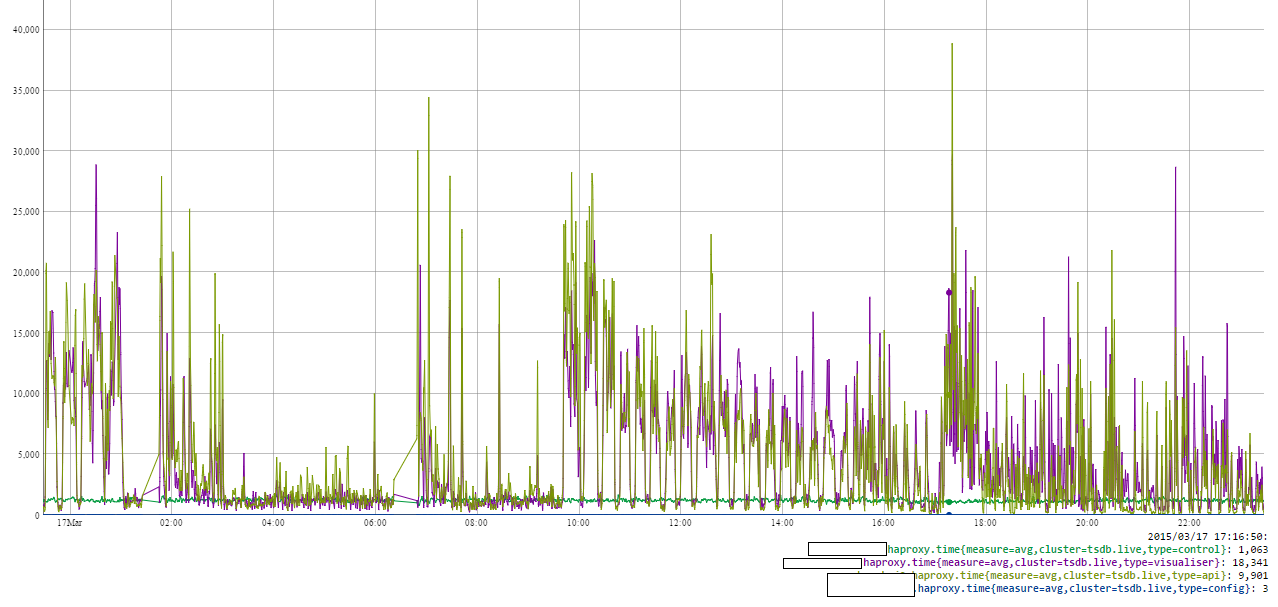 40,000
35,000
30,000
25,000
20,000
15,000
10,000
5,000
0
17Mar 02:00 04:00 06:00 08:00 10:00 12:00 14:00 16:00 18:00 20:00 22:00
2015/03/17 17:16:50:
haproxy.time{measure=avg,cluster=tsdb.live,type=control}: 1,063
haproxy.time{measure=avg,cluster=tsdb.live,type=visualiser}: 18,341
haproxy.time{measure=avg,cluster=tsdb.live,type=api}: 9,901
haproxy.time{measure=avg,cluster=tsdb.live,type=config}: 3